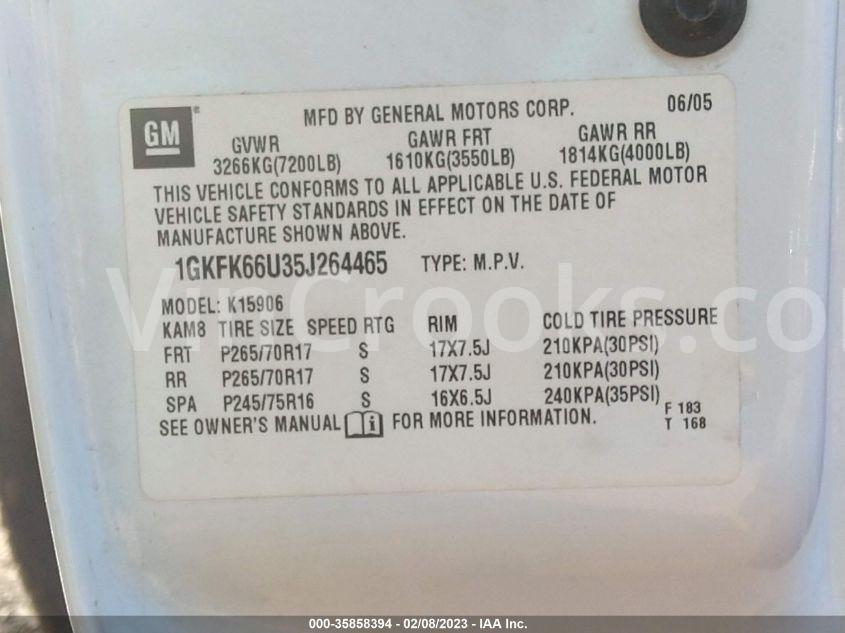 GM ®
MFD BY GENERAL MOTORS CORP. 06/05
GVWR GAWR FRT GAWR RR
3266KG(7200LB) 1610KG(3550LB) 1814KG(4000LB)
THIS VEHICLE CONFORMS TO ALL APPLICABLE U.S. FEDERAL MOTOR
VEHICLE SAFETY STANDARDS IN EFFECT ON THE DATE OF
MANUFACTURE SHOWN ABOVE.
1GKFK66U35J264465 TYPE: M.P.V.
VinCrooks.co
MODEL: K15906
KAM8 TIRE SIZE SPEED RTG RIM COLD TIRE PRESSURE
FRT P265/70R17 S 17X7.5J 210KPA(30PSI)
RR P265/70R17 S 17X7.5J 210KPA(30PSI)
SPA P245/75R16 S 16X6.5J 240KPA(35PSI)
SEE OWNER'S MANUAL i FOR MORE INFORMATION.
F 183
T 168
000-35858394 — 02/08/2023 — IAA Inc.